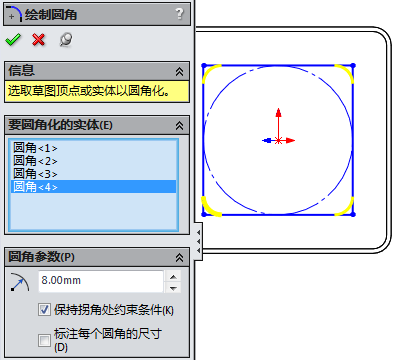 绘制圆角
?
信息
选取草图顶点或实体以圆角化。
要圆角化的实体(E)
圆角<1>
圆角<2>
圆角<3>
圆角<4>
圆角参数(P)
8.00mm
保持拐角处约束条件(K)
标注每个圆角的尺寸
(D)